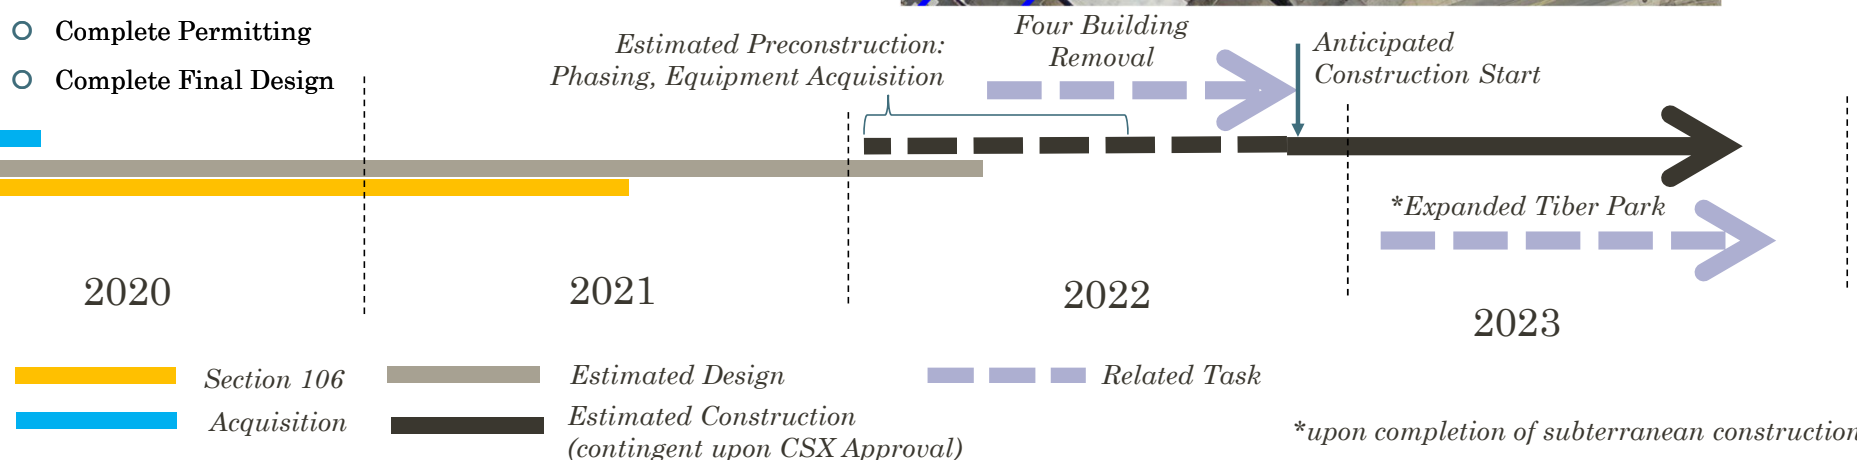 Complete Permitting
Complete Final Design
Estimated Preconstruction:
Phasing, Equipment Acquisition
Four Building
Removal
Anticipated
Construction Start
*Expanded Tiber Park
2020
2021
2022
2023
Section 106
Estimated Design
Related Task
Acquisition
Estimated Construction
(contingent upon CSX Approval)
*upon completion of subterranean construction